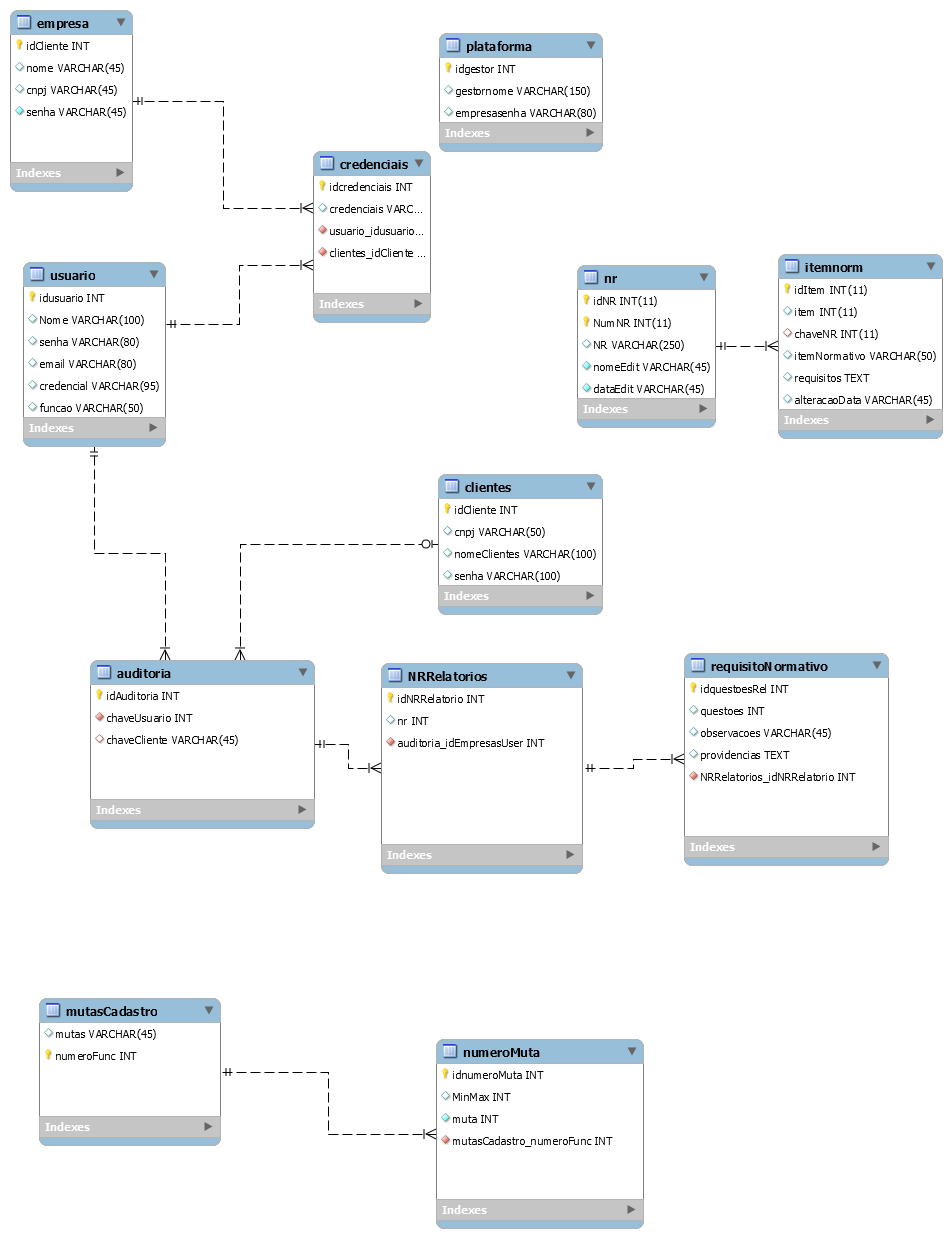 empresa
idCliente INT
nome VARCHAR(45)
cnpj VARCHAR(45)
senha VARCHAR(45)
Indexes
plataforma
idgestor INT
gestornome VARCHAR(150)
empresasenha VARCHAR(80)
Indexes
credenciais
idcredenciais INT
credenciais VARC...
usuario_idusuario...
clientes_idCliente ...
Indexes
usuario
idusuario INT
Nome VARCHAR(100)
senha VARCHAR(80)
email VARCHAR(80)
credencial VARCHAR(95)
funcao VARCHAR(50)
Indexes
nr
idNR INT(11)
NumNR INT(11)
NR VARCHAR(250)
nomeEdit VARCHAR(45)
dataEdit VARCHAR(45)
Indexes
itemnorm
idItem INT(11)
item INT(11)
chaveNR INT(11)
itemNormativo VARCHAR(50)
requisitos TEXT
alteracaoData VARCHAR(45)
Indexes
clientes
idCliente INT
cnpj VARCHAR(50)
nomeClientes VARCHAR(100)
senha VARCHAR(100)
Indexes
auditoria
idAuditoria INT
chaveUsuario INT
chaveCliente VARCHAR(45)
Indexes
NRRelatorios
idNRRelatorio INT
nr INT
auditoria_idEmpresasUser INT
Indexes
requisitoNormativo
idquestoesRel INT
questoes INT
observacoes VARCHAR(45)
providencias TEXT
NRRelatorios_idNRRelatorio INT
Indexes
mutasCadastro
mutas VARCHAR(45)
numeroFunc INT
Indexes
numeroMuta
idnumeroMuta INT
MinMax INT
muta INT
mutasCadastro_numeroFunc INT
Indexes